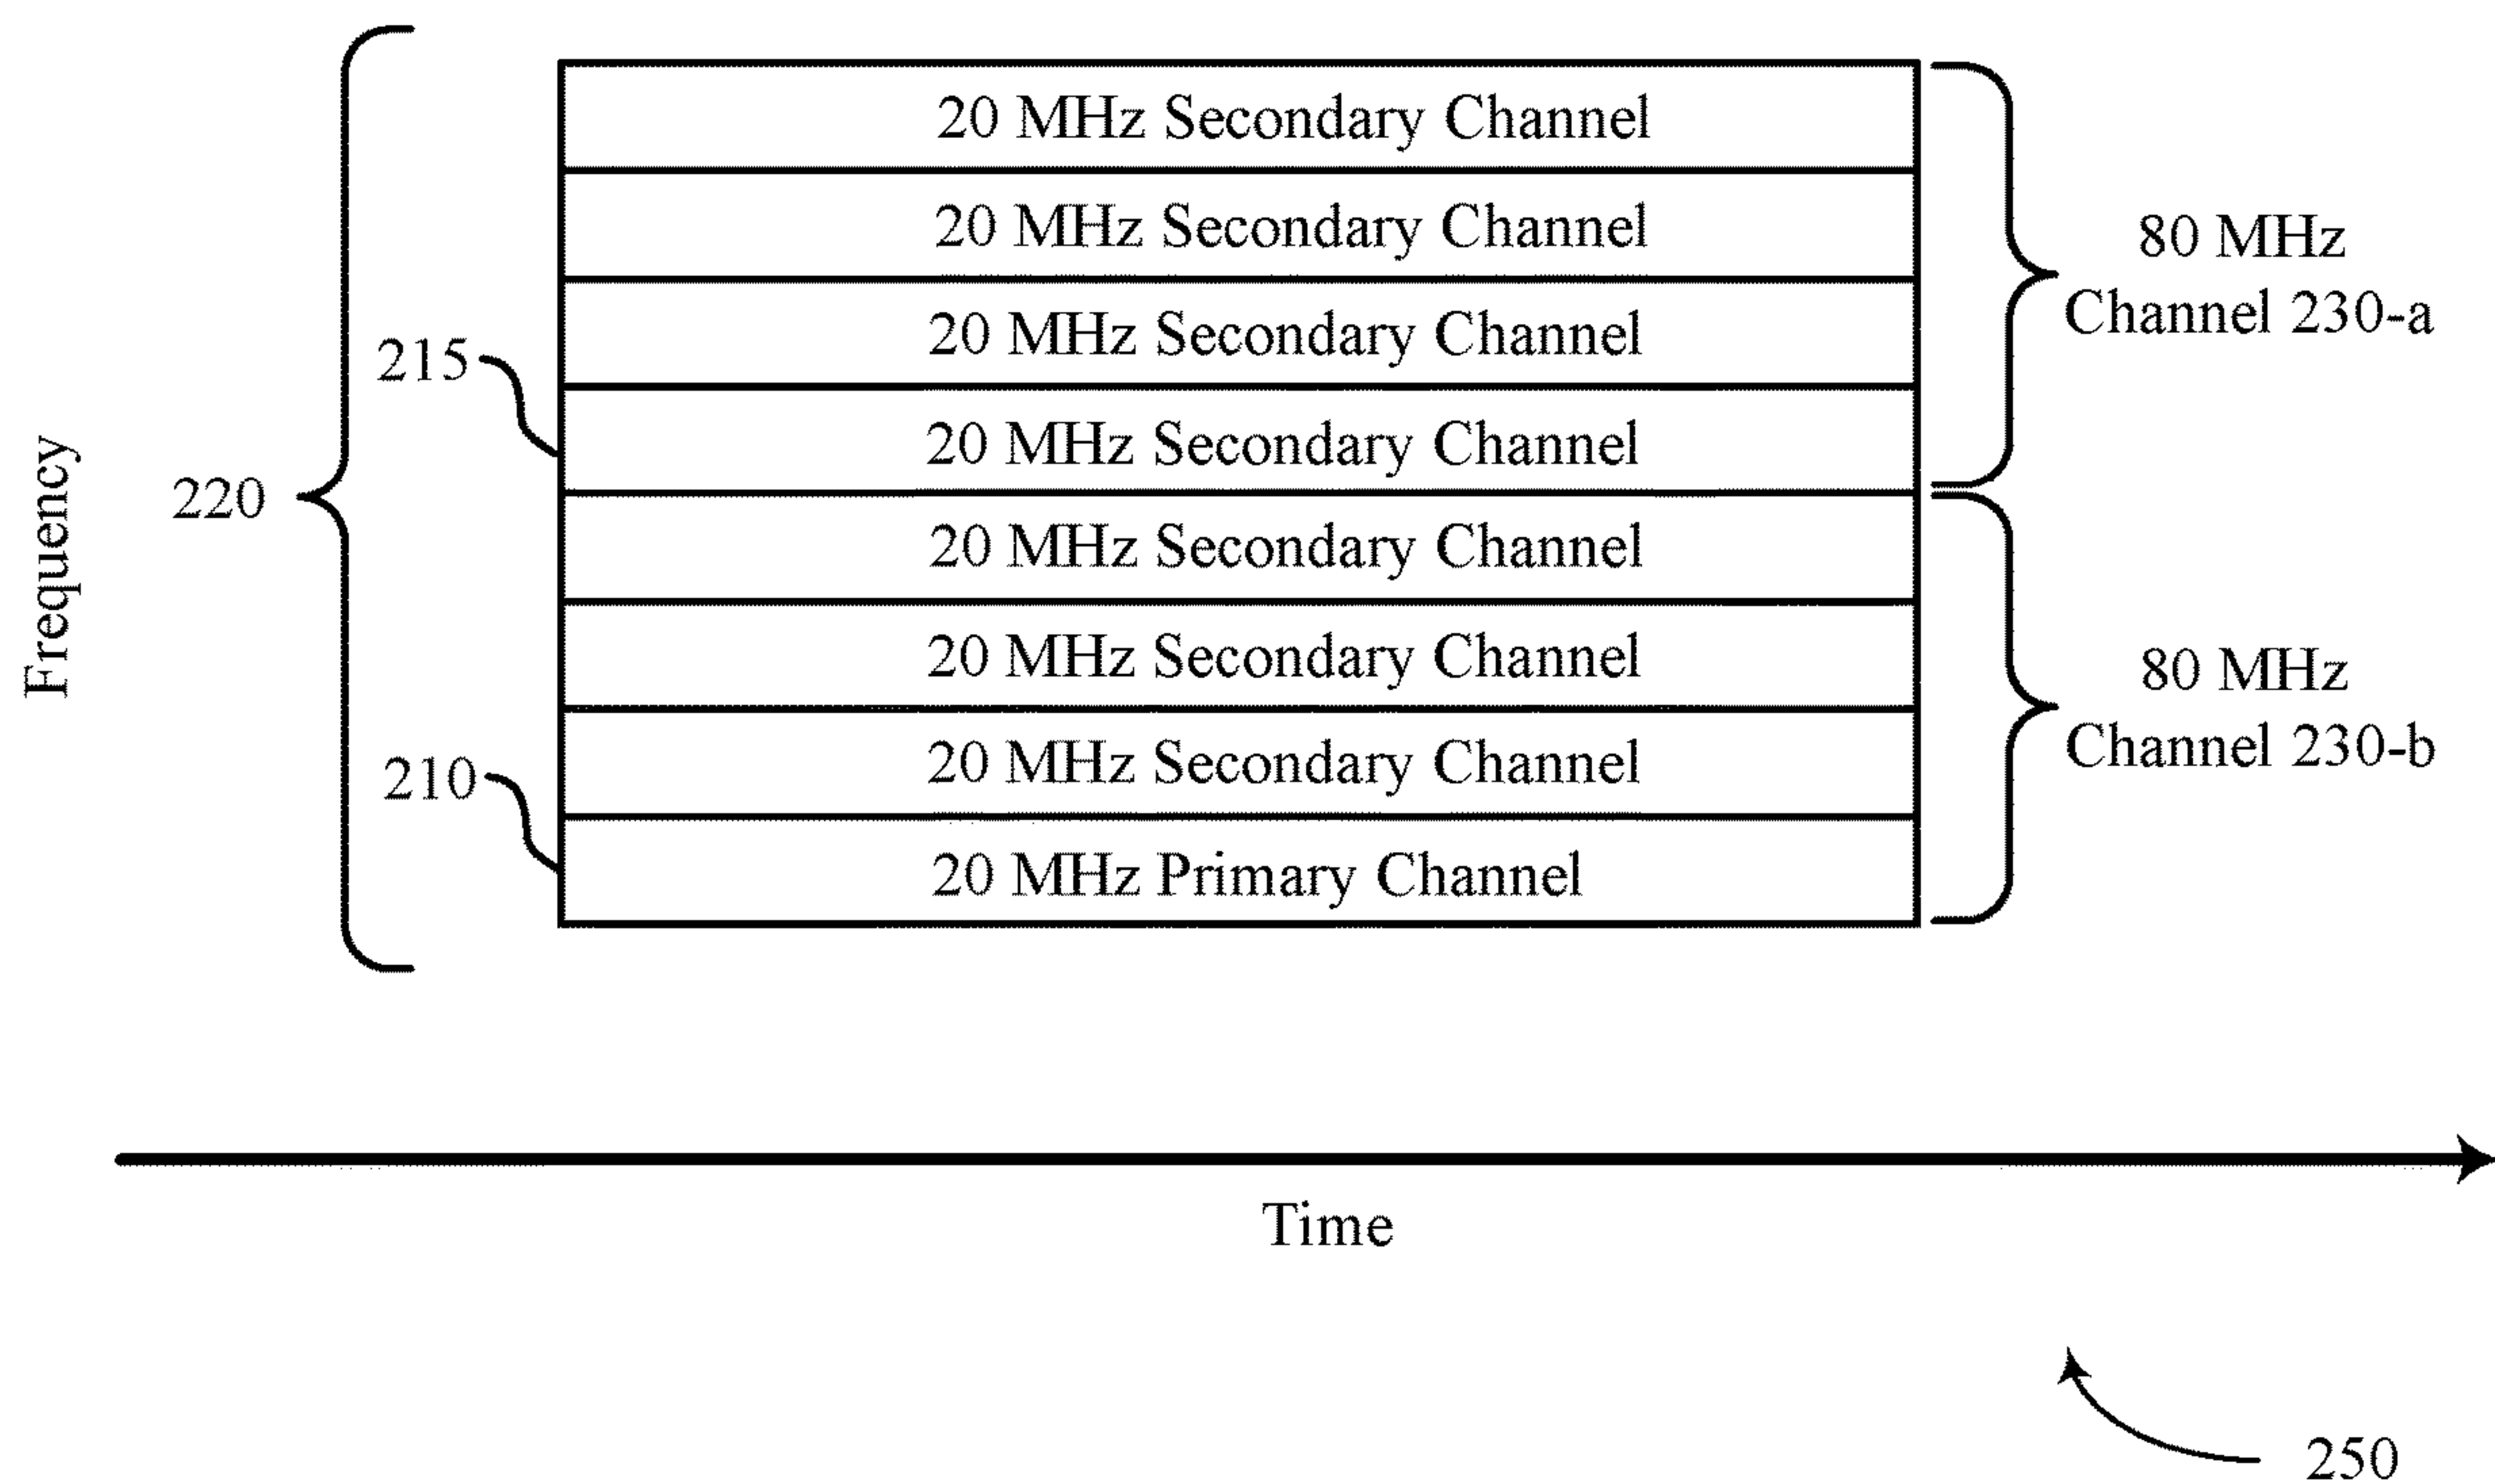 20 MHz Secondary Channel
20 MHz Secondary Channel
20 MHz Secondary Channel
20 MHz Secondary Channel
20 MHz Secondary Channel
20 MHz Secondary Channel
20 MHz Secondary Channel
20 MHz Primary Channel
80 MHz
Channel 230-a
80 MHz
Channel 230-b
215
220
210
Frequency
Time
250